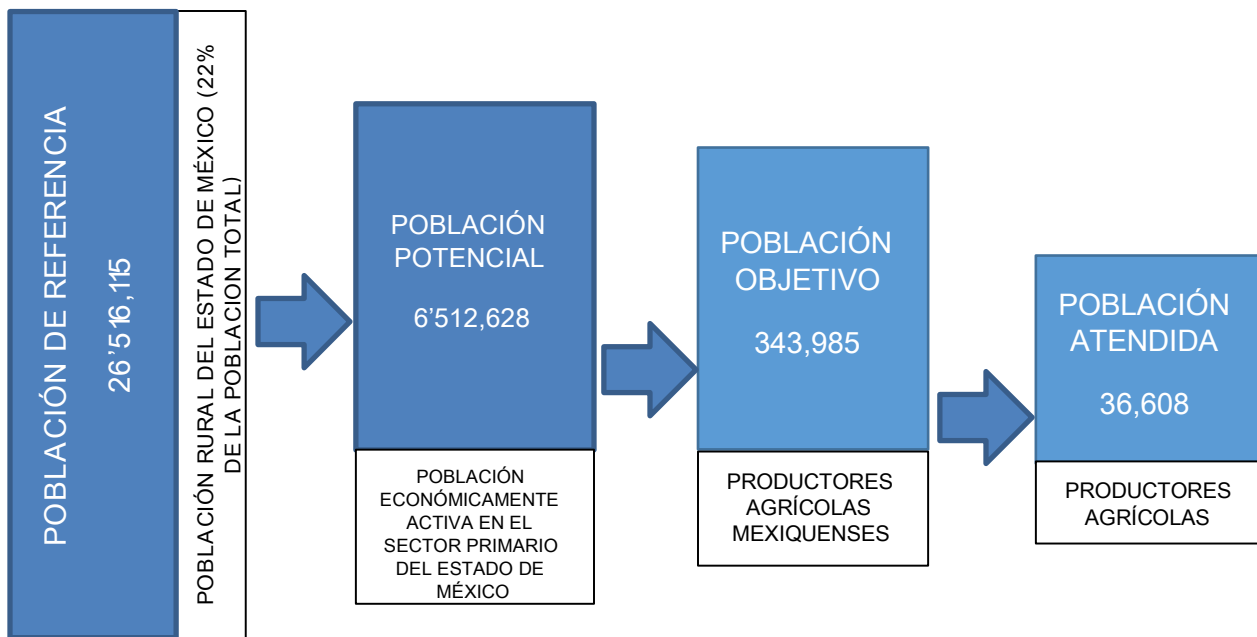 POBLACIÓN DE REFERENCIA
26'516,115
POBLACIÓN RURAL DEL ESTADO DE MÉXICO (22%
DE LA POBLACION TOTAL)
POBLACIÓN
POTENCIAL
6'512,628
POBLACIÓN
ECONÓMICAMENTE
ACTIVA EN EL
SECTOR PRIMARIO
DEL ESTADO DE
MÉXICO
POBLACIÓN
OBJETIVO
343,985
PRODUCTORES
AGRÍCOLAS
MEXIQUENSES
POBLACIÓN
ATENDIDA
36,608
PRODUCTORES
AGRÍCOLAS